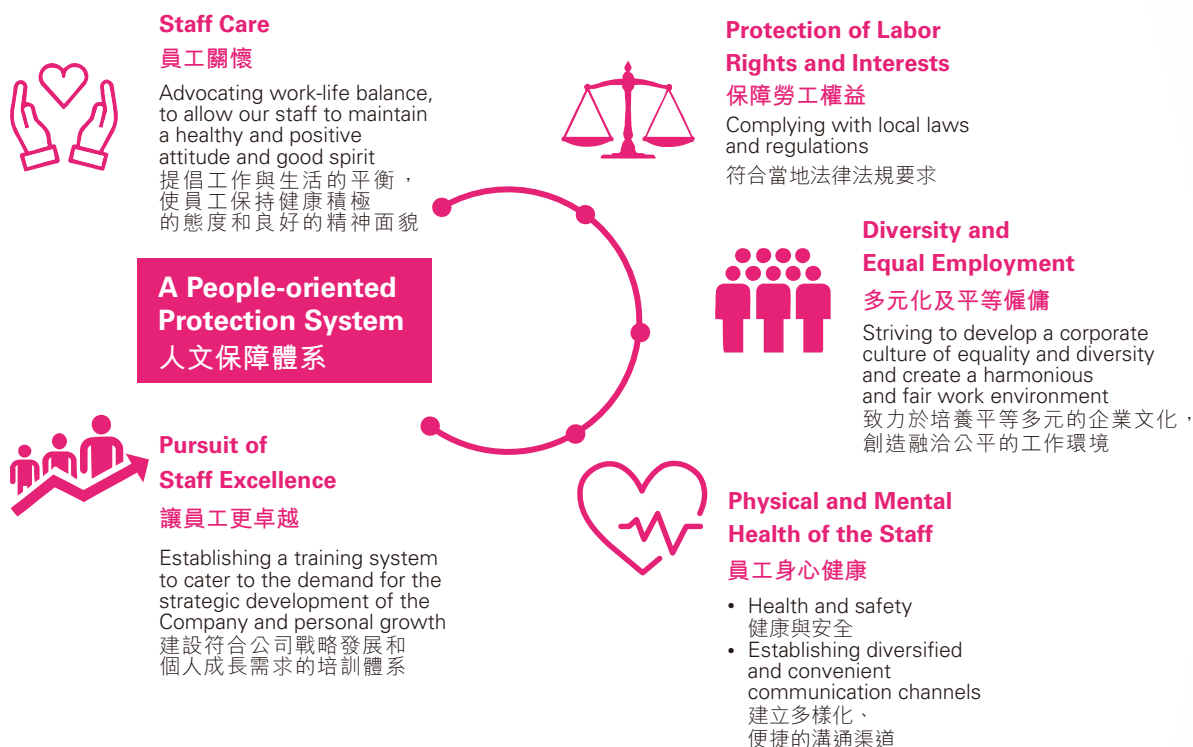 Staff Care
員工關懷
Advocating work-life balance,
to allow our staff to maintain
a healthy and positive
attitude and good spirit
提倡工作與生活的平衡，
使員工保持健康積極
的態度和良好的精神面貌
Protection of Labor
Rights and Interests
保障勞工權益
Complying with local laws
and regulations
符合當地法律法規要求
A People-oriented
Protection System
人文保障體系
Diversity and
Equal Employment
多元化及平等僱傭
Striving to develop a corporate
culture of equality and diversity
and create a harmonious
and fair work environment
致力於培養平等多元的企業文化，
創造融洽公平的工作環境
Pursuit of
Staff Excellence
讓員工更卓越
Establishing a training system
to cater to the demand for the
strategic development of the
Company and personal growth
建設符合公司戰略發展和
個人成長需求的培訓體系
Physical and Mental
Health of the Staff
員工身心健康
• Health and safety
健康與安全
• Establishing diversified
and convenient
communication channels
建立多樣化、
便捷的溝通渠道